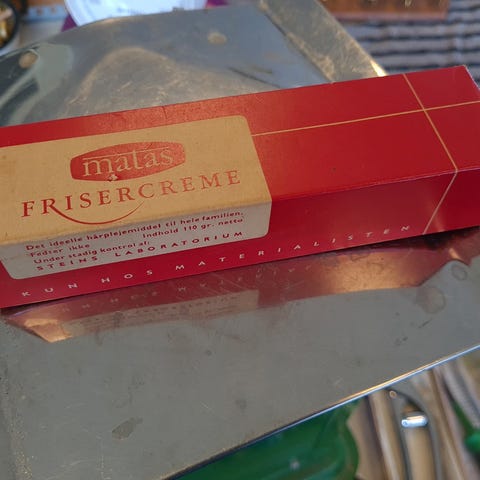 matas
FRISERCREME
Det ideelle hårplejemiddel til hele familien.
Fedter ikke Indhold 110 gr. netto
Under stadig kontrol af:
STEINS LABORATORIUM
KUN HOS MATERIALISTEN